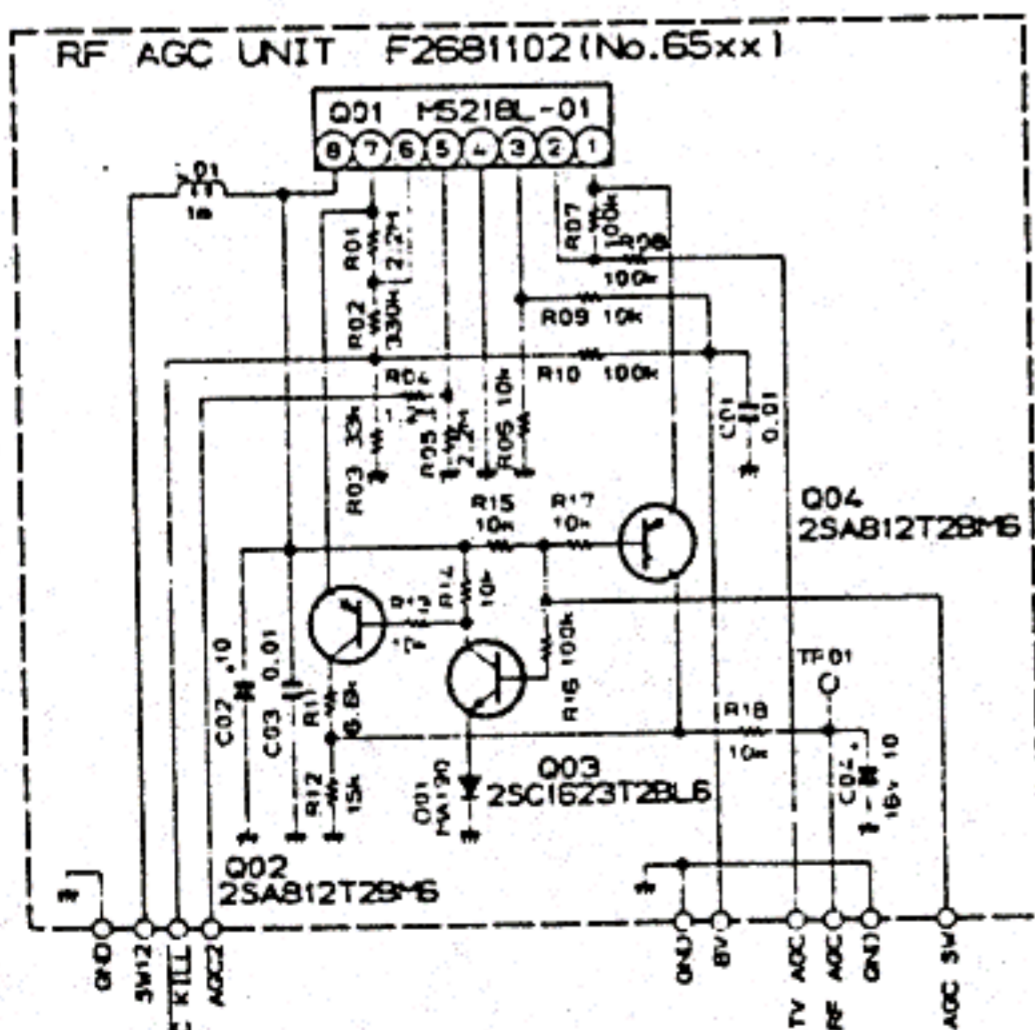 RF AGC UNIT F2681102(No.65xx)
Q01 M5218L-01
8 7 6 5 4 3 2 1
1m
R01
2.2M
R07
100k
R08
100k
R02
330k
R09 10k
R10 100k
R04
R03 33k
R05
2.2M
R06 10k
0.01
R15
10k
R17
10k
Q04
2SA812T2BM6
R14
10k
R16 100k
TP01
C02
10
C03 0.01
R11
6.8k
R12
15k
R18
10k
C04
16v 10
D01
MA190
Q03
2SC1623T2BL6
Q02
2SA812T2BM6
GND
SW12
KILL
AGC2
GND
8V
TV AGC
RF AGC
GND
AGC SW